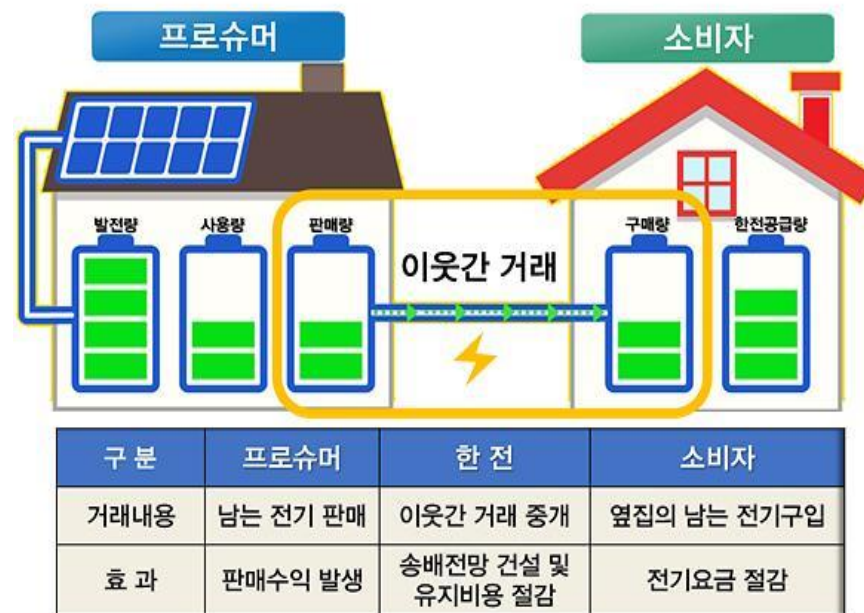 프로슈머
소비자
발전량
사용량
판매량
구매량
한전공급량
이웃간 거래
구 분
프로슈머
한 전
소비자
거래내용
남는 전기 판매
이웃간 거래 중개
옆집의 남는 전기구입
효 과
판매수익 발생
송배전망 건설 및
유지비용 절감
전기요금 절감